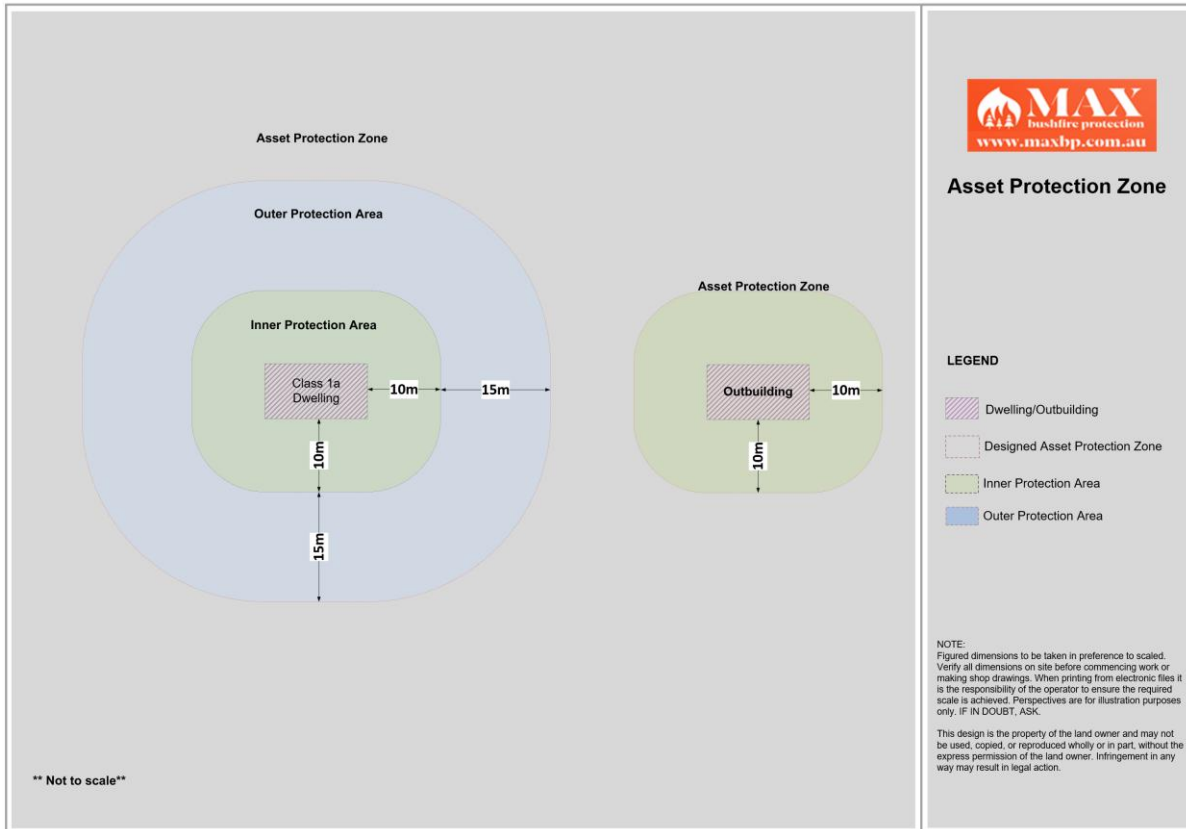 Asset Protection Zone
Outer Protection Area
Inner Protection Area
Class 1a
Dwelling
10m
15m
10m
15m
Asset Protection Zone
Outbuilding
10m
10m
** Not to scale**
MAX
bushfire protection
www.maxbp.com.au
Asset Protection Zone
LEGEND
Dwelling/Outbuilding
Designed Asset Protection Zone
Inner Protection Area
Outer Protection Area
NOTE:
Figured dimensions to be taken in preference to scaled.
Verify all dimensions on site before commencing work or
making shop drawings. When printing from electronic files it
is the responsibility of the operator to ensure the required
scale is achieved. Perspectives are for illustration purposes
only. IF IN DOUBT, ASK.
This design is the property of the land owner and may not
be used, copied, or reproduced wholly or in part, without the
express permission of the land owner. Infringement in any
way may result in legal action.